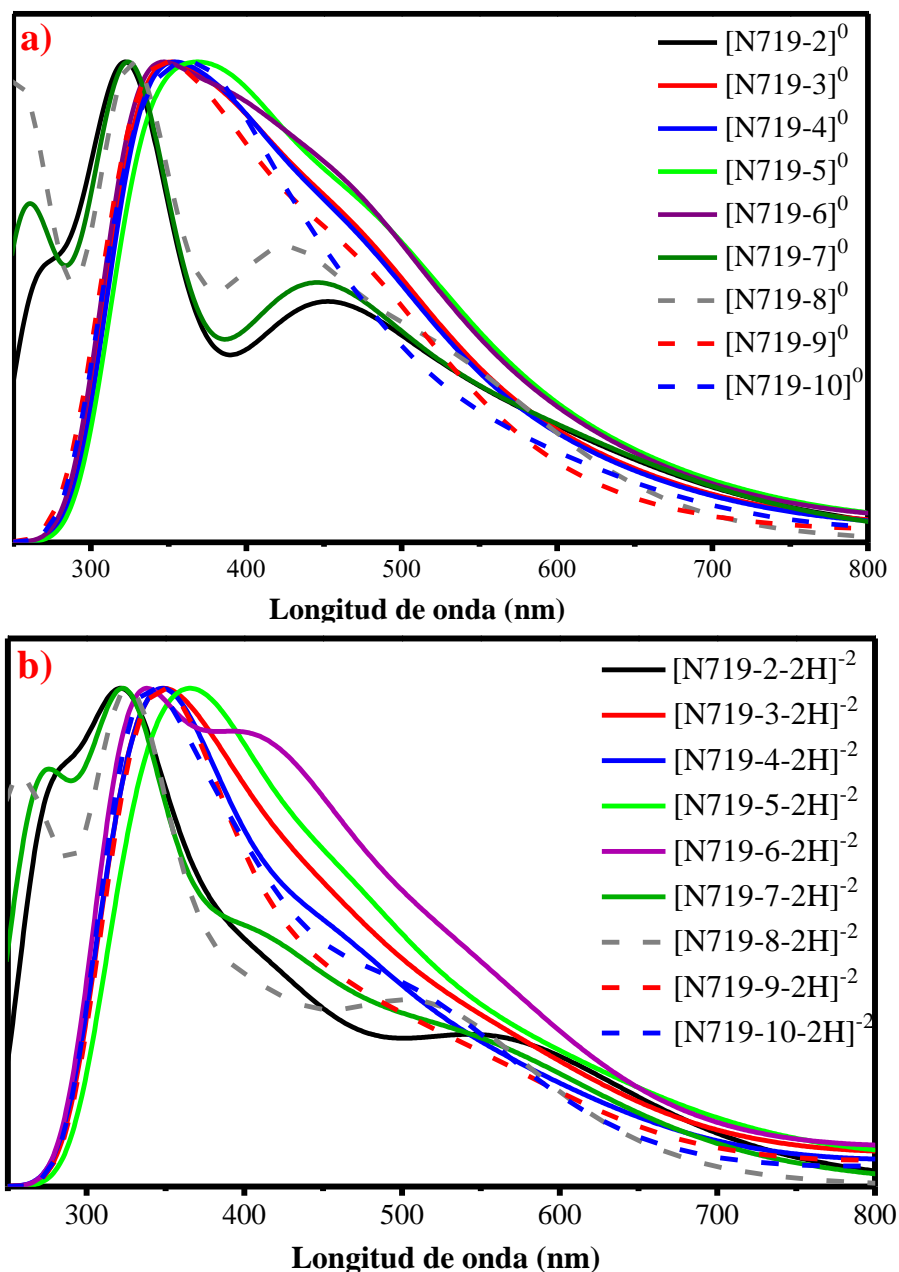 a)
[N719-2]⁰
[N719-3]⁰
[N719-4]⁰
[N719-5]⁰
[N719-6]⁰
[N719-7]⁰
[N719-8]⁰
[N719-9]⁰
[N719-10]⁰
300 400 500 600 700 800
Longitud de onda (nm)
b)
[N719-2-2H]⁻²
[N719-3-2H]⁻²
[N719-4-2H]⁻²
[N719-5-2H]⁻²
[N719-6-2H]⁻²
[N719-7-2H]⁻²
[N719-8-2H]⁻²
[N719-9-2H]⁻²
[N719-10-2H]⁻²
300 400 500 600 700 800
Longitud de onda (nm)